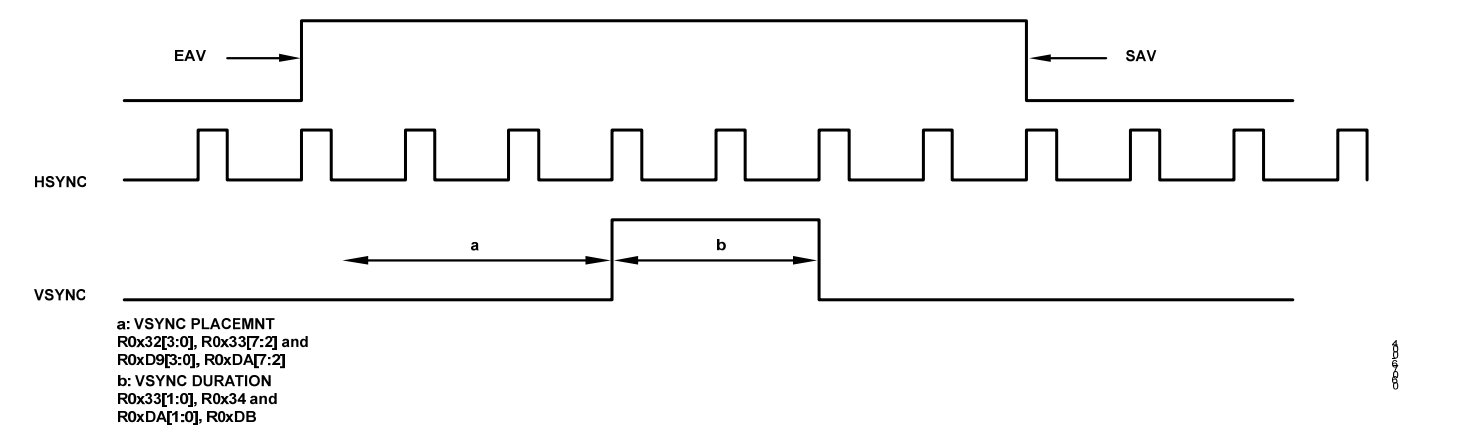 EAV
SAV
HSYNC
a
b
VSYNC
a: VSYNC PLACEMNT
R0x32[3:0], R0x33[7:2] and
R0xD9[3:0], R0xDA[7:2]
b: VSYNC DURATION
R0x33[1:0], R0x34 and
R0xDA[1:0], R0xDB